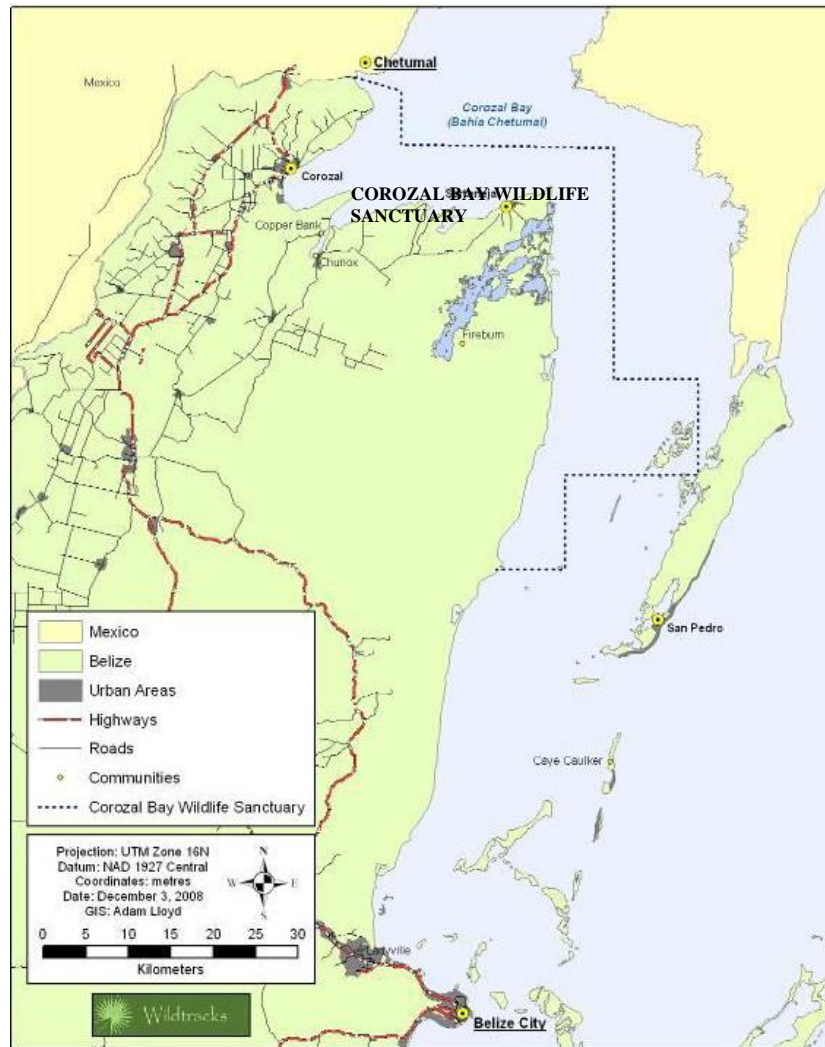 Chetumal
Mexico
Corozal Bay
(Bahia Chetumal)
Corozal
COROZAL BAY WILDLIFE
SANCTUARY
Copper Bank
Chunox
Fireburn
San Pedro
Caye Caulker
Mexico
Belize
Urban Areas
Highways
Roads
Communities
Corozal Bay Wildlife Sanctuary
Projection: UTM Zone 16N
Datum: NAD 1927 Central
Coordinates: metres
Date: December 3, 2008
GIS: Adam Lloyd
N
W E
S
0 5 10 15 20 25 30
Kilometers
Ladyville
Wildtracks
Belize City